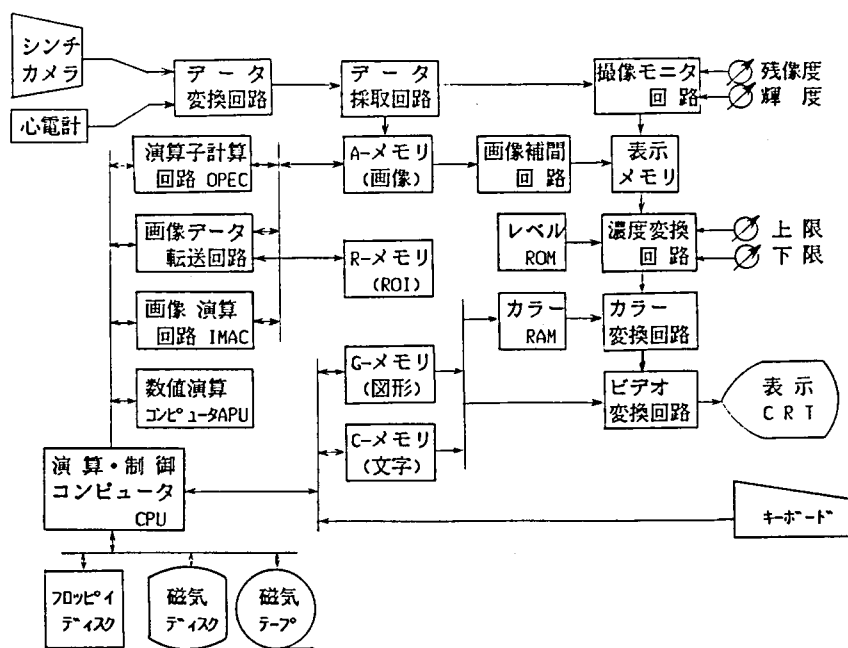 シンチ
カメラ
心電計
データ
変換回路
データ
採取回路
撮像モニタ
回路
残像度
輝度
演算子計算
回路 OPEC
A-メモリ
(画像)
画像補間
回路
表示
メモリ
画像データ
転送回路
R-メモリ
(ROI)
レベル
ROM
濃度変換
回路
上限
下限
画像 演算
回路 IMAC
カラー
RAM
カラー
変換回路
数値演算
コンピュータAPU
G-メモリ
(図形)
C-メモリ
(文字)
ビデオ
変換回路
表示
CRT
演算・制御
コンピュータ
CPU
キーボード
フロッピィ
ディスク
磁気
ディスク
磁気
テープ